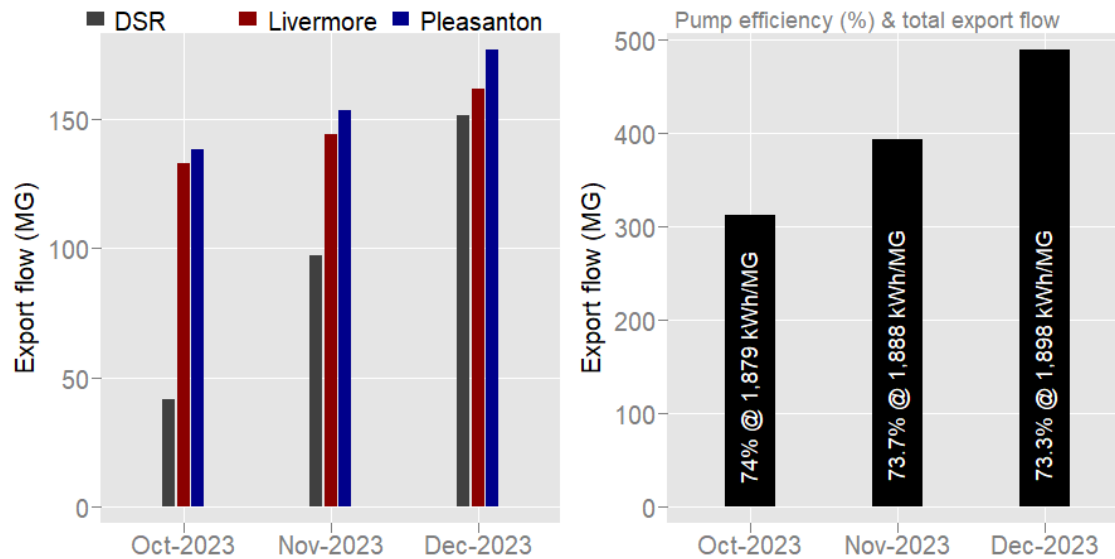 DSR Livermore Pleasanton
Export flow (MG)
150
100
50
0
Oct-2023 Nov-2023 Dec-2023
Pump efficiency (%) & total export flow
Export flow (MG)
500
400
300
200
100
0
74% @ 1,879 kWh/MG
73.7% @ 1,888 kWh/MG
73.3% @ 1,898 kWh/MG
Oct-2023 Nov-2023 Dec-2023